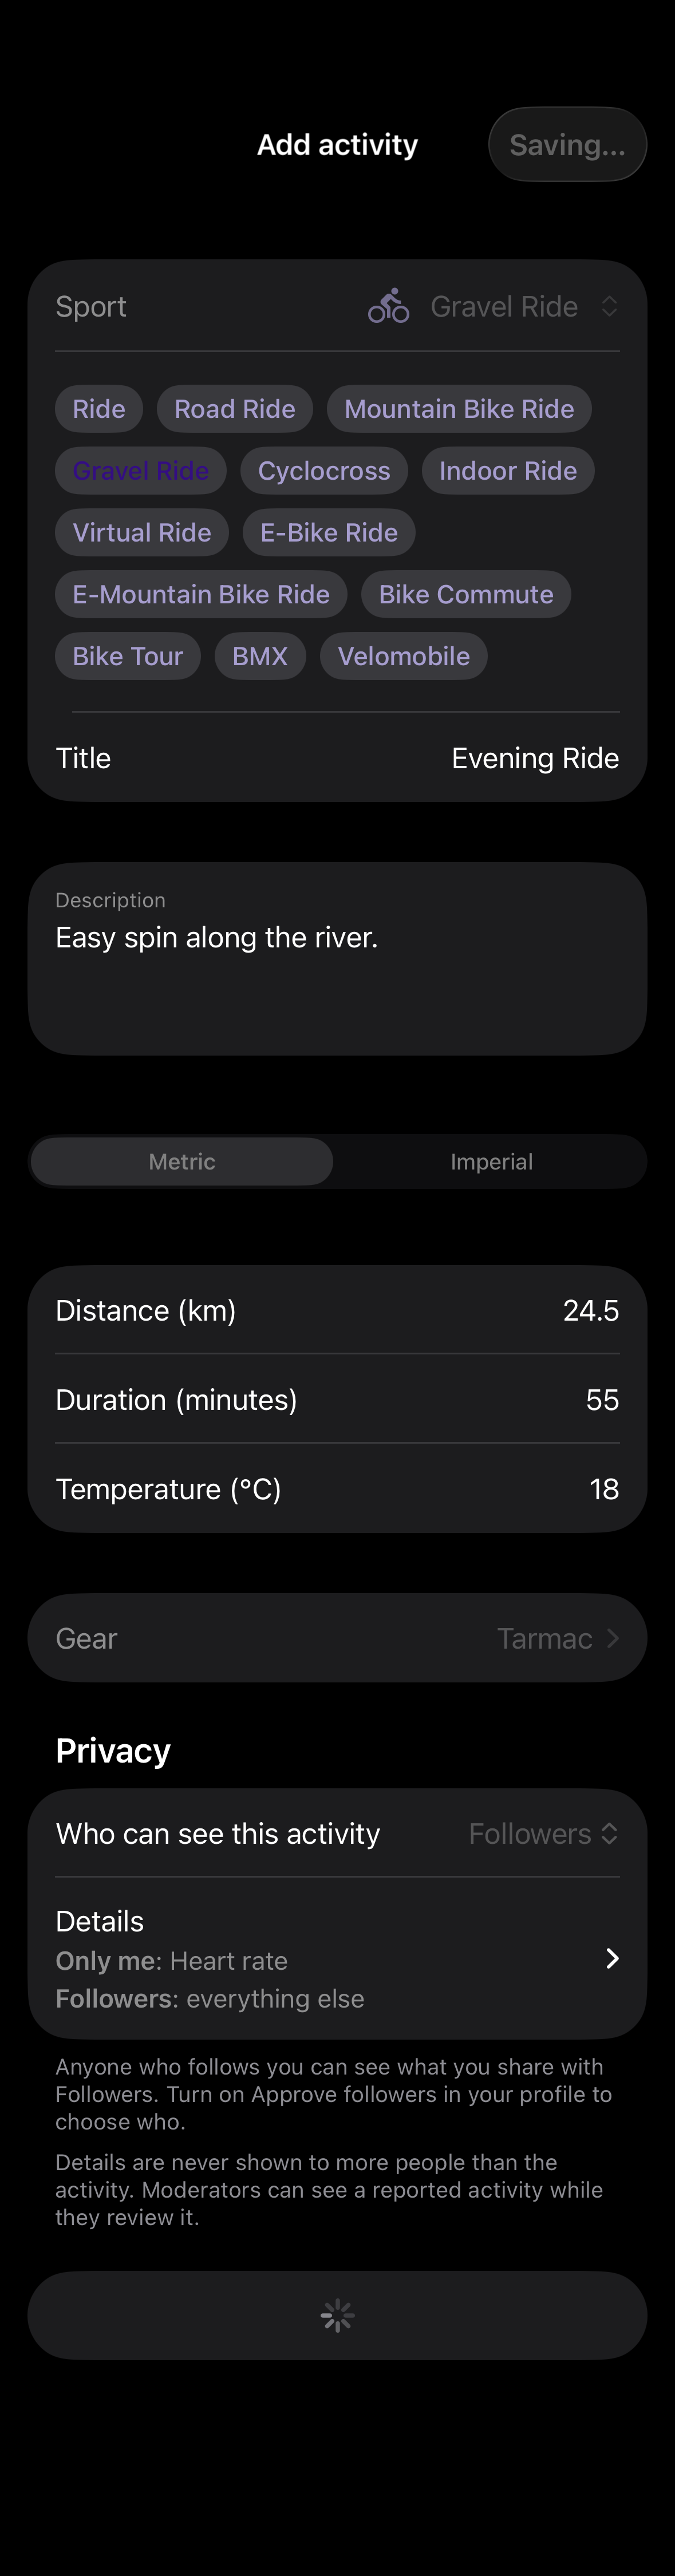 Add activity
Saving...
Sport
Gravel Ride
Ride
Road Ride
Mountain Bike Ride
Gravel Ride
Cyclocross
Indoor Ride
Virtual Ride
E-Bike Ride
E-Mountain Bike Ride
Bike Commute
Bike Tour
BMX
Velomobile
Title
Evening Ride
Description
Easy spin along the river.
Metric
Imperial
Distance (km)
24.5
Duration (minutes)
55
Temperature (°C)
18
Gear
Tarmac
Privacy
Who can see this activity
Followers
Details
Only me: Heart rate
Followers: everything else
Anyone who follows you can see what you share with
Followers. Turn on Approve followers in your profile to
choose who.
Details are never shown to more people than the
activity. Moderators can see a reported activity while
they review it.